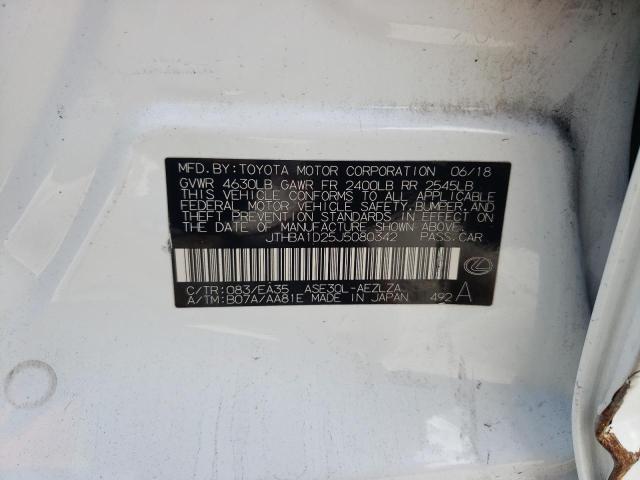 MFD. BY: TOYOTA MOTOR CORPORATION 06/18
GVWR 4630LB GAWR FR 2400LB RR 2545LB
THIS VEHICLE CONFORMS TO ALL APPLICABLE
FEDERAL MOTOR VEHICLE SAFETY, BUMPER, AND
THEFT PREVENTION STANDARDS IN EFFECT ON
THE DATE OF MANUFACTURE SHOWN ABOVE.
JTHBA1D25J5080342 PASS. CAR
C/TR: 083/EA35 ASE30L-AEZLZA
A/TM: B07A/AA81E MADE IN JAPAN 492 A